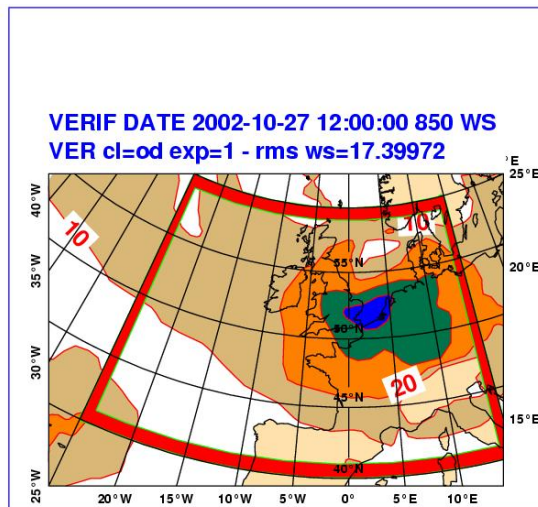 VERIF DATE 2002-10-27 12:00:00 850 WS
VER cl=od exp=1 - rms ws=17.39972
°E
40°W
25°E
10
10
35°W
55°N
20°E
50°N
30°W
20
45°N
15°E
25°W
40°N
20°W 15°W 10°W 5°W 0° 5°E 10°E